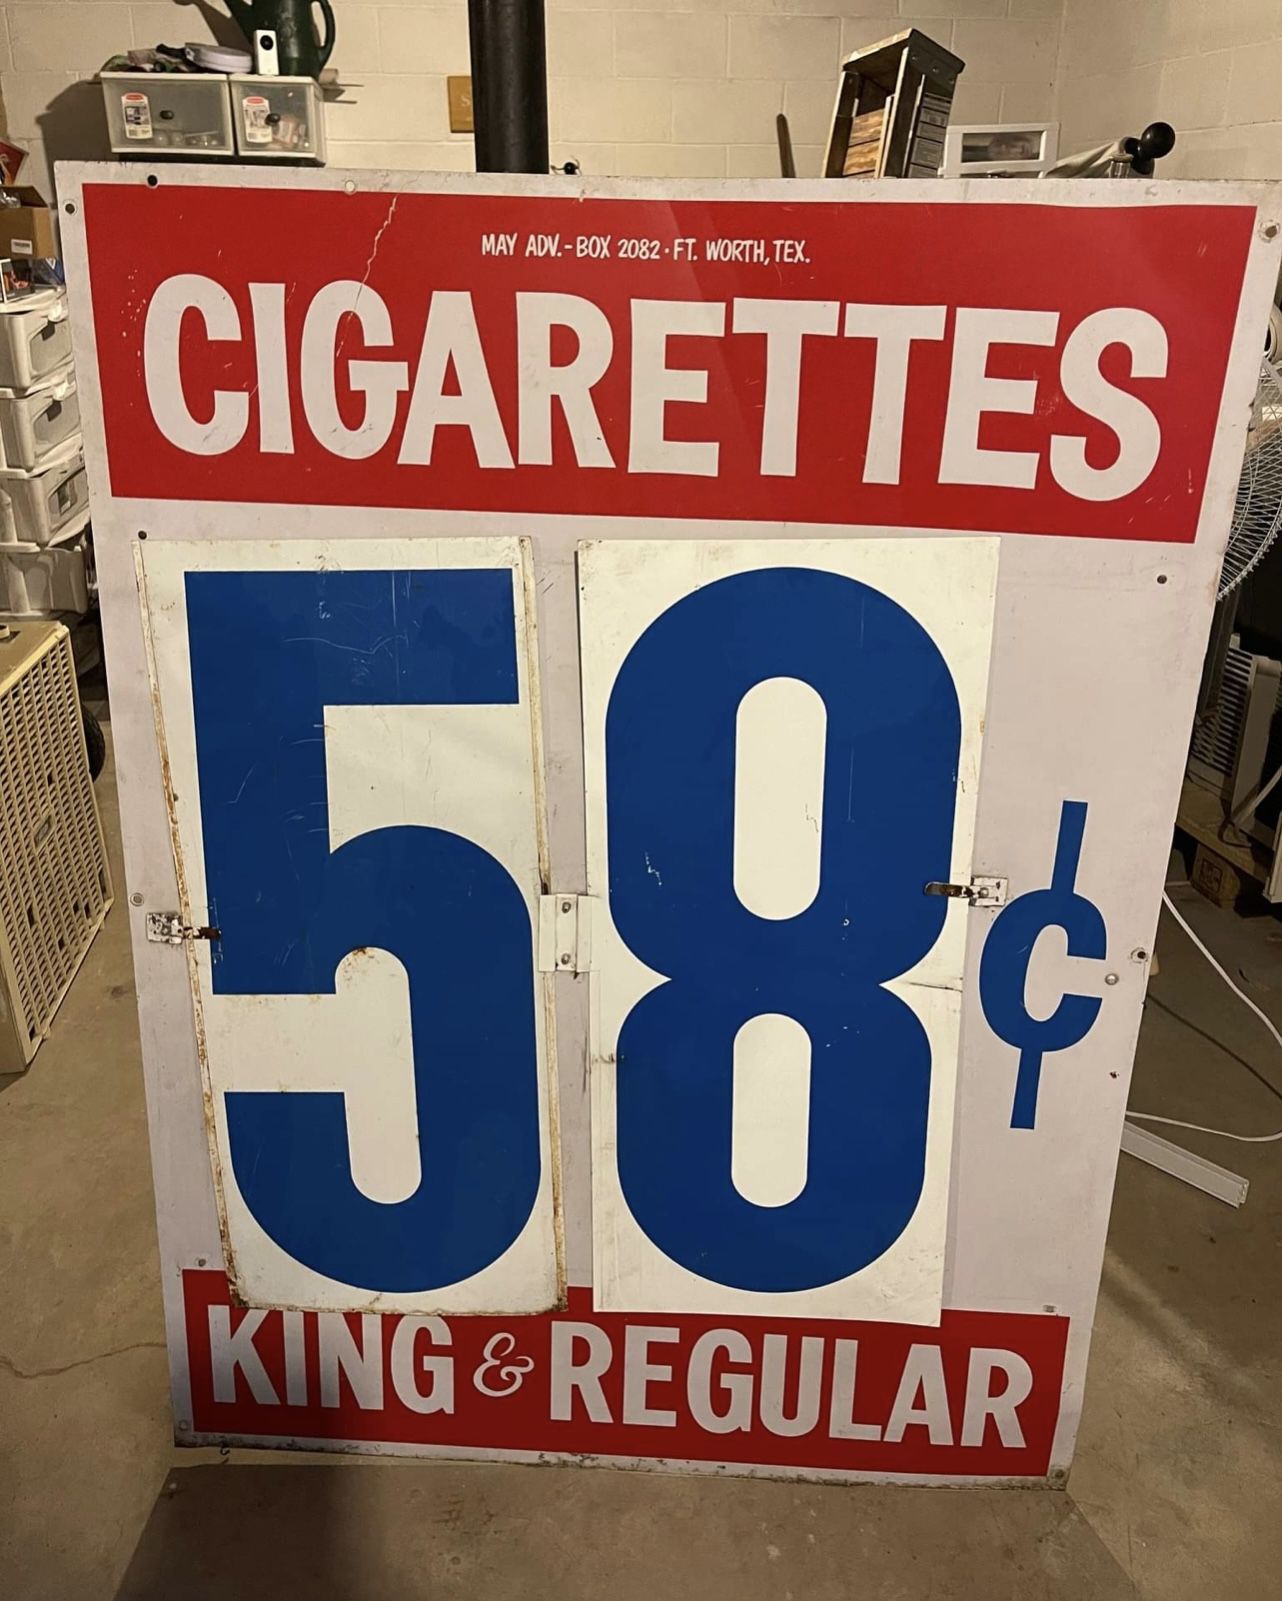 MAY ADV.-BOX 2082·FT. WORTH, TEX.
CIGARETTES
58¢
KING & REGULAR